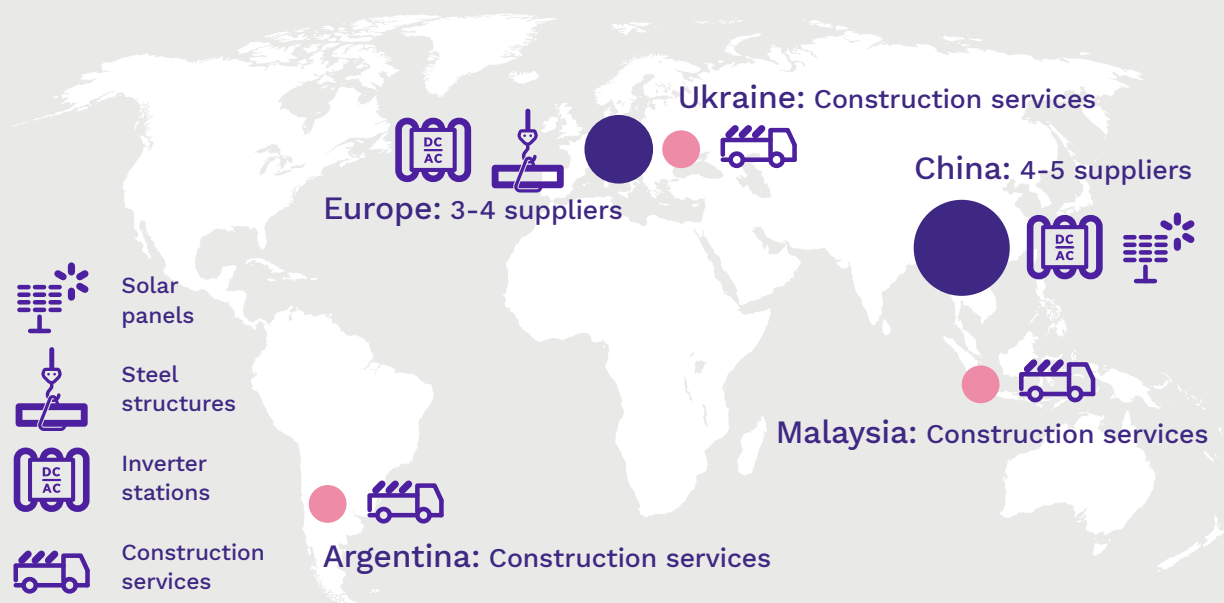 Ukraine: Construction services
DC
AC
China: 4-5 suppliers
Europe: 3-4 suppliers
DC
AC
Solar
panels
Steel
structures
Malaysia: Construction services
Inverter
stations
DC
AC
Argentina: Construction services
Construction
services